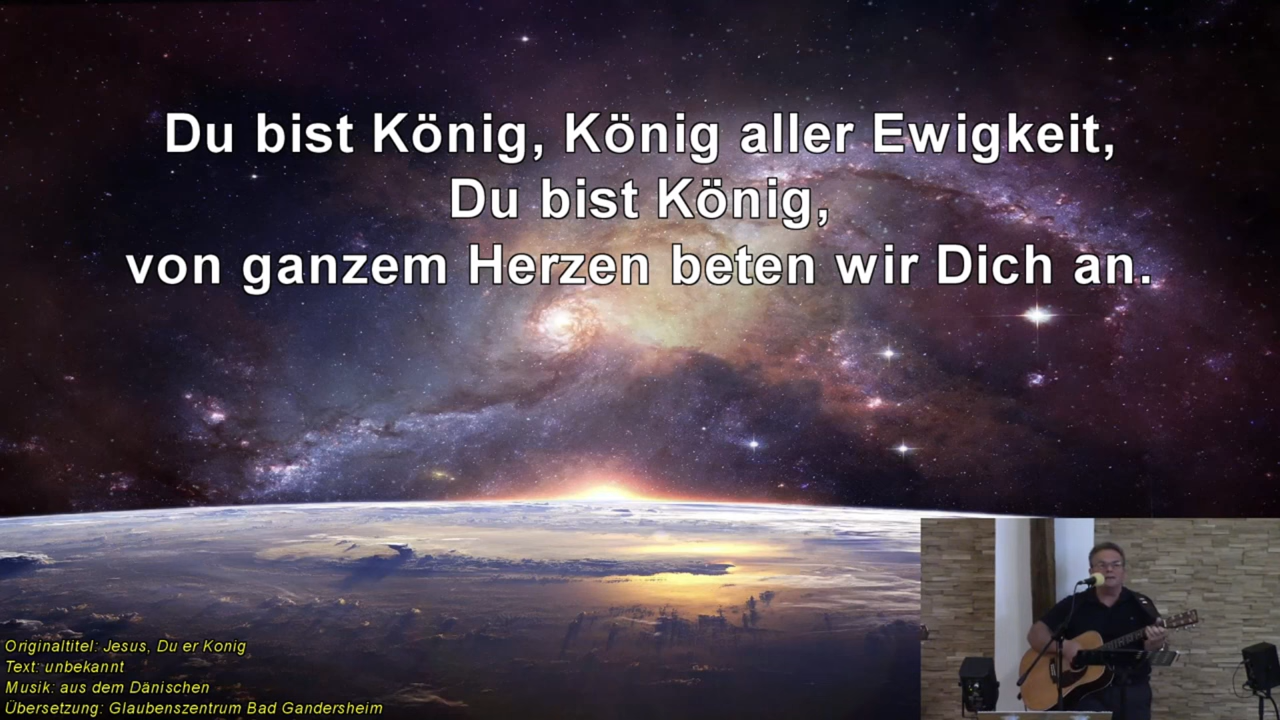 Du bist König, König aller Ewigkeit,
Du bist König,
von ganzem Herzen beten wir Dich an.
Originaltitel: Jesus, Du er Konig
Text: unbekannt
Musik: aus dem Dänischen
Übersetzung: Glaubenszentrum Bad Gandersheim